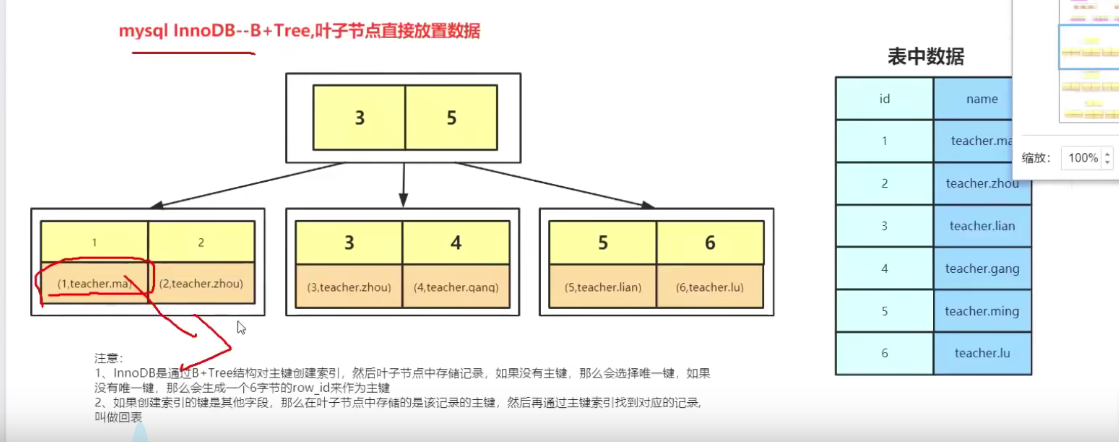 mysql InnoDB--B+Tree,叶子节点直接放置数据
表中数据
3 5
id name
1 teacher.ma
缩放: 100%
2 teacher.zhou
3 teacher.lian
4 teacher.gang
5 teacher.ming
6 teacher.lu
1 2
(1,teacher.ma) (2,teacher.zhou)
3 4
(3,teacher.zhou) (4,teacher.gang)
5 6
(5,teacher.lian) (6,teacher.lu)
注意：
1、InnoDB是通过B+Tree结构对主键创建索引，然后叶子节点中存储记录，如果没有主键，那么会选择唯一键，如果
没有唯一键，那么会生成一个6字节的row_id来作为主键
2、如果创建索引的键是其他字段，那么在叶子节点中存储的是该记录的主键，然后再通过主键索引找到对应的记录,
叫做回表